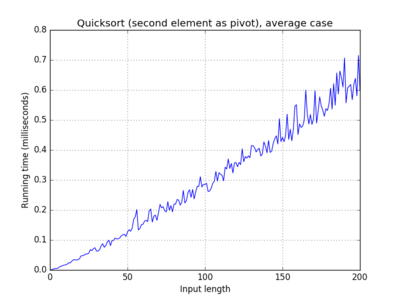 Quicksort (second element as pivot), average case
0.8
0.7
0.6
0.5
0.4
0.3
0.2
0.1
0.0
Running time (milliseconds)
0 50 100 150 200
Input length